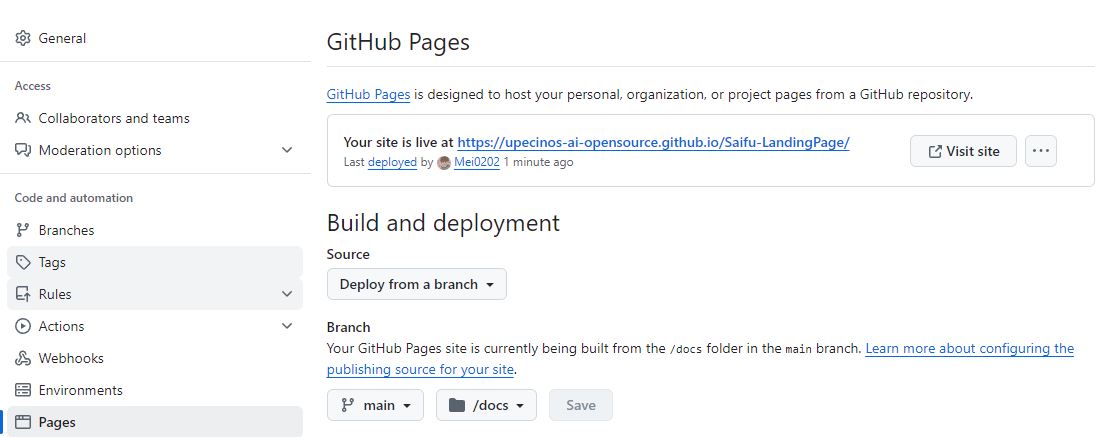 General
Access
Collaborators and teams
Moderation options
Code and automation
Branches
Tags
Rules
Actions
Webhooks
Environments
Pages
GitHub Pages
GitHub Pages is designed to host your personal, organization, or project pages from a GitHub repository.
Your site is live at https://upecinos-ai-opensource.github.io/Saifu-LandingPage/
Last deployed by Mei0202 1 minute ago
Visit site
Build and deployment
Source
Deploy from a branch
Branch
Your GitHub Pages site is currently being built from the /docs folder in the main branch. Learn more about configuring the
publishing source for your site.
main
/docs
Save